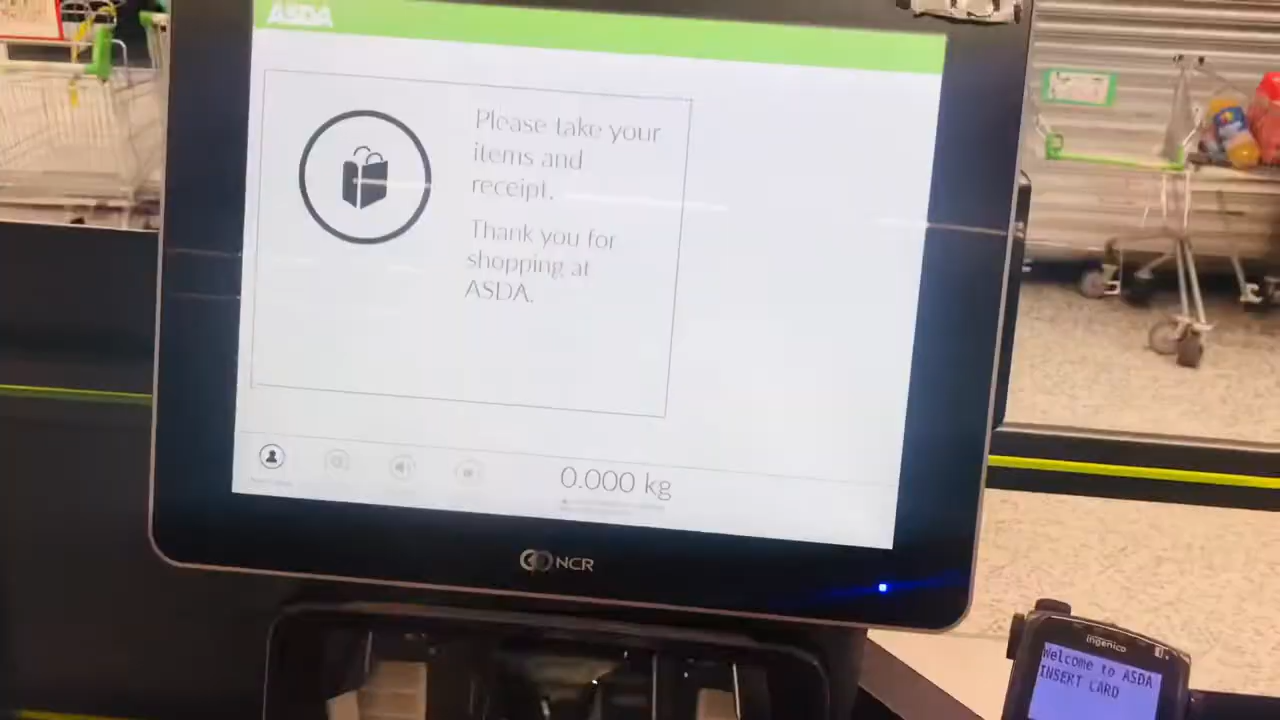 ASDA
Please take your
items and
receipt.
Thank you for
shopping at
ASDA.
0.000 kg
NCR
ingenico
Welcome to ASDA
INSERT CARD